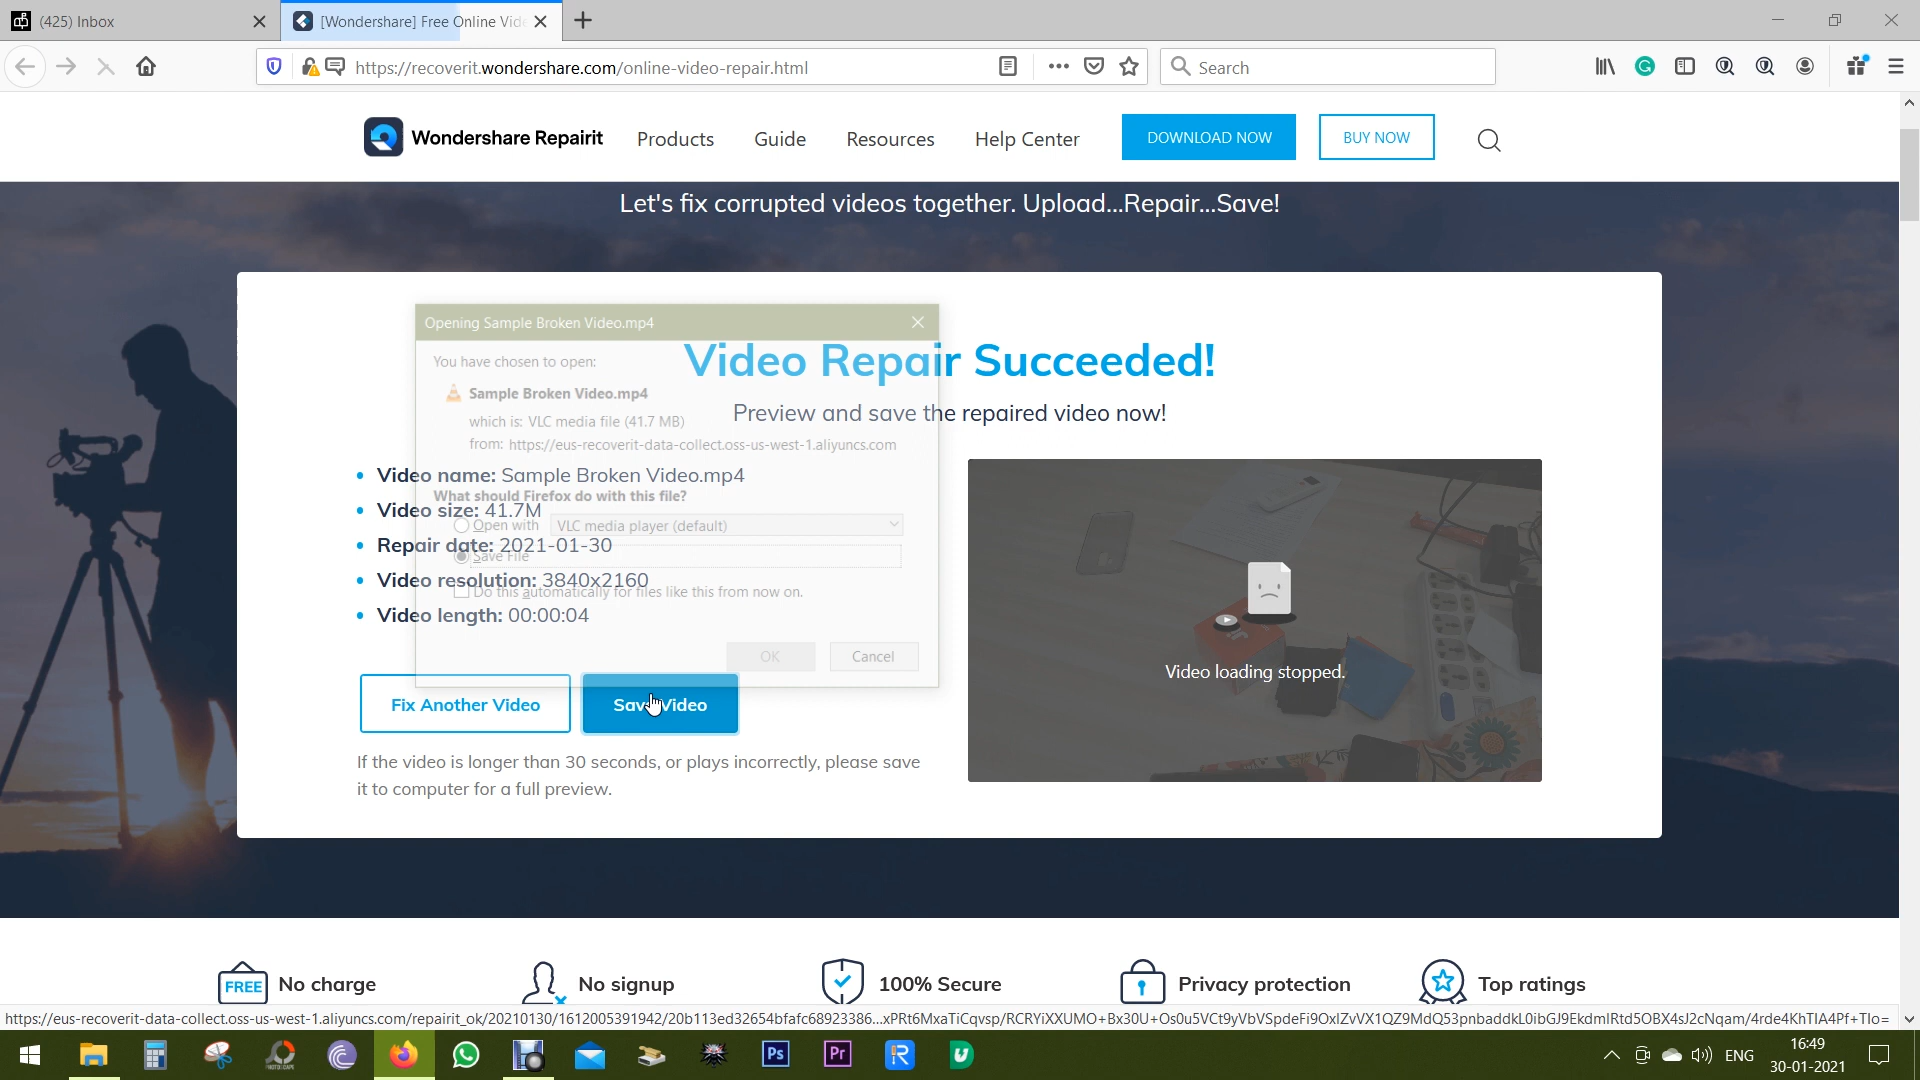 (425) Inbox
[Wondershare] Free Online Vide
https://recoverit.wondershare.com/online-video-repair.html
Search
Wondershare Repairit
Products
Guide
Resources
Help Center
DOWNLOAD NOW
BUY NOW
Let's fix corrupted videos together. Upload...Repair...Save!
Opening Sample Broken Video.mp4
You have chosen to open:
Sample Broken Video.mp4
which is: VLC media file (41.7 MB)
from: https://eus-recoverit-data-collect.oss-us-west-1.aliyuncs.com
What should Firefox do with this file?
Open with VLC media player (default)
Save File
Do this automatically for files like this from now on.
OK
Cancel
Video Repair Succeeded!
Preview and save the repaired video now!
Video name: Sample Broken Video.mp4
Video size: 41.7M
Repair date: 2021-01-30
Video resolution: 3840x2160
Video length: 00:00:04
Fix Another Video
Save Video
If the video is longer than 30 seconds, or plays incorrectly, please save
it to computer for a full preview.
Video loading stopped.
FREE
No charge
No signup
100% Secure
Privacy protection
Top ratings
https://eus-recoverit-data-collect.oss-us-west-1.aliyuncs.com/repairit_ok/20210130/1612005391942/20b113ed32654bfafc68923386...xPRt6MxaTiCqvsp/RCRYiXXUMO+Bx30U+Os0u5VCt9yVbVSpdeFi9OxIZvVX1QZ9MdQ53pnbaddkL0ibGJ9EkdmIRtd5OBX4sJ2cNqam/4rde4KhTIA4Pf+TIo=
Ps
Pr
ENG
16:49
30-01-2021